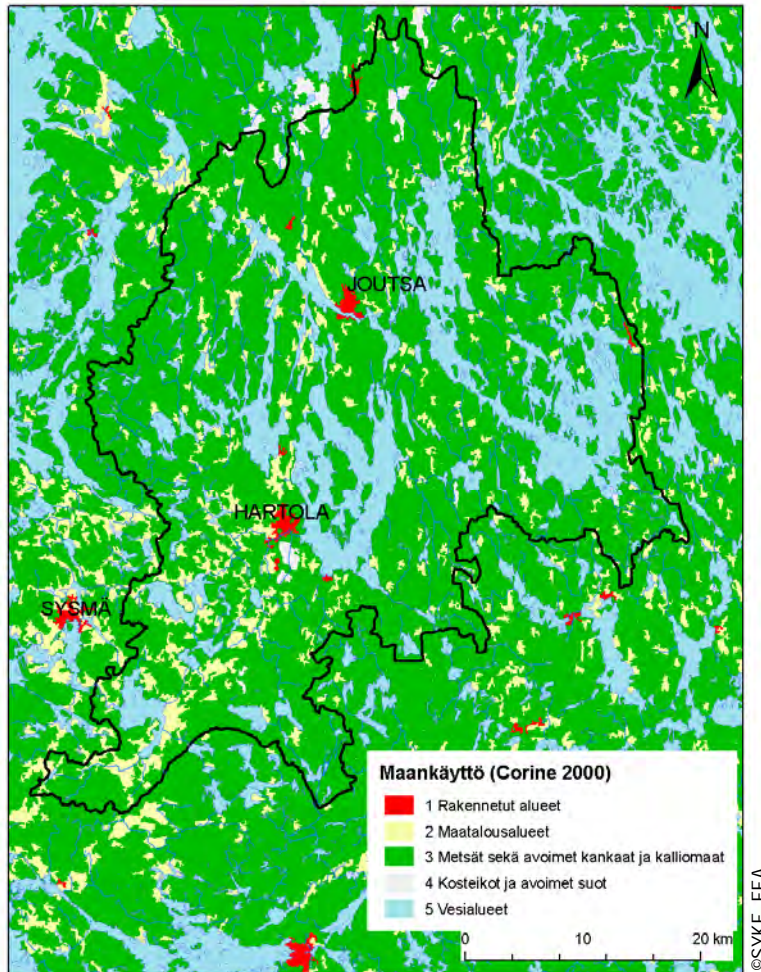 N
JOUTSA
HARTOLA
SYSMÄ
Maankäyttö (Corine 2000)
1 Rakennetut alueet
2 Maatalousalueet
3 Metsät sekä avoimet kankaat ja kalliomaat
4 Kosteikot ja avoimet suot
5 Vesialueet
0 10 20 km
©SYKE, EEA